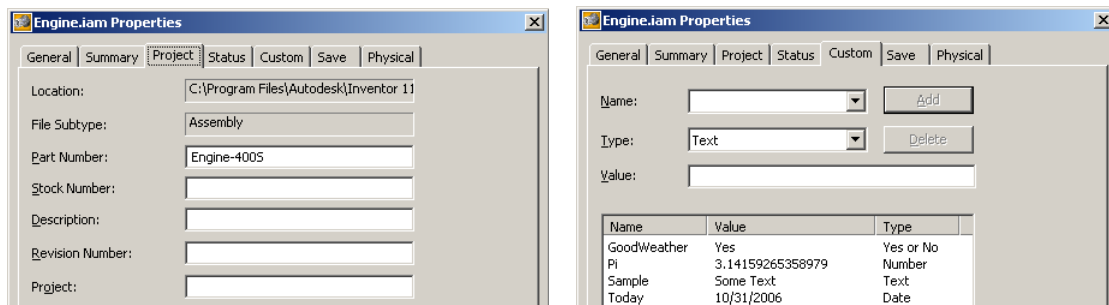 Engine.iam Properties
General Summary Project Status Custom Save Physical
Location: C:\Program Files\Autodesk\Inventor 11
File Subtype: Assembly
Part Number: Engine-400S
Stock Number:
Description:
Revision Number:
Project:
Engine.iam Properties
General Summary Project Status Custom Save Physical
Name: Add
Type: Text Delete
Value:
Name Value Type
GoodWeather Yes Yes or No
Pi 3.14159265358979 Number
Sample Some Text Text
Today 10/31/2006 Date